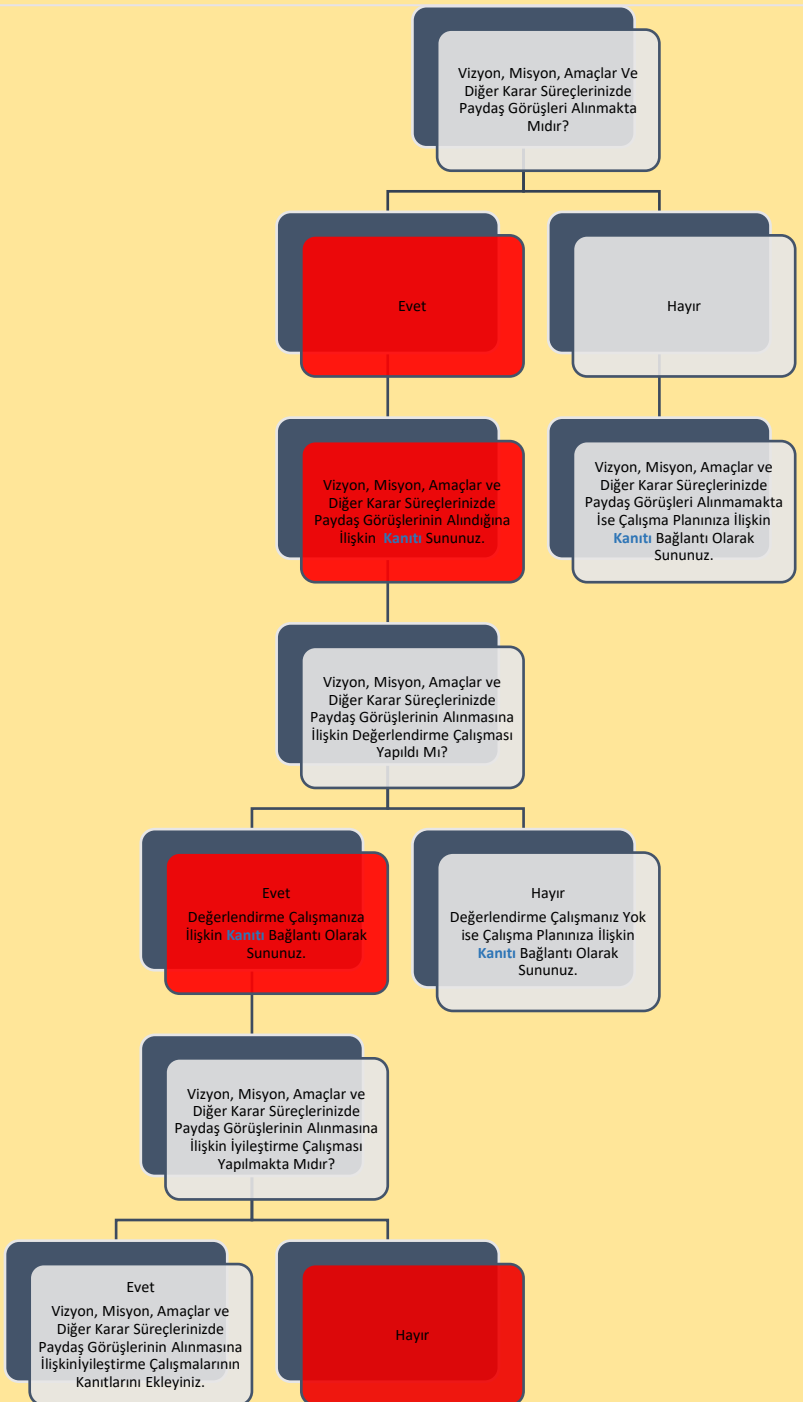 Vizyon, Misyon, Amaçlar Ve
Diğer Karar Süreçlerinizde
Paydaş Görüşleri Alınmakta
Mıdır?
Evet
Hayır
Vizyon, Misyon, Amaçlar ve
Diğer Karar Süreçlerinizde
Paydaş Görüşlerinin Alındığına
İlişkin Kanıtı Sununuz.
Vizyon, Misyon, Amaçlar ve
Diğer Karar Süreçlerinizde
Paydaş Görüşleri Alınmamakta
İse Çalışma Planınıza İlişkin
Kanıtı Bağlantı Olarak
Sununuz.
Vizyon, Misyon, Amaçlar ve
Diğer Karar Süreçlerinizde
Paydaş Görüşlerinin Alınmasına
İlişkin Değerlendirme Çalışması
Yapıldı Mı?
Evet
Değerlendirme Çalışmanıza
İlişkin Kanıtı Bağlantı Olarak
Sununuz.
Hayır
Değerlendirme Çalışmanız Yok
ise Çalışma Planınıza İlişkin
Kanıtı Bağlantı Olarak
Sununuz.
Vizyon, Misyon, Amaçlar ve
Diğer Karar Süreçlerinizde
Paydaş Görüşlerinin Alınmasına
İlişkin İyileştirme Çalışması
Yapılmakta Mıdır?
Evet
Vizyon, Misyon, Amaçlar ve
Diğer Karar Süreçlerinizde
Paydaş Görüşlerinin Alınmasına
İlişkinİyileştirme Çalışmalarının
Kanıtlarını Ekleyiniz.
Hayır